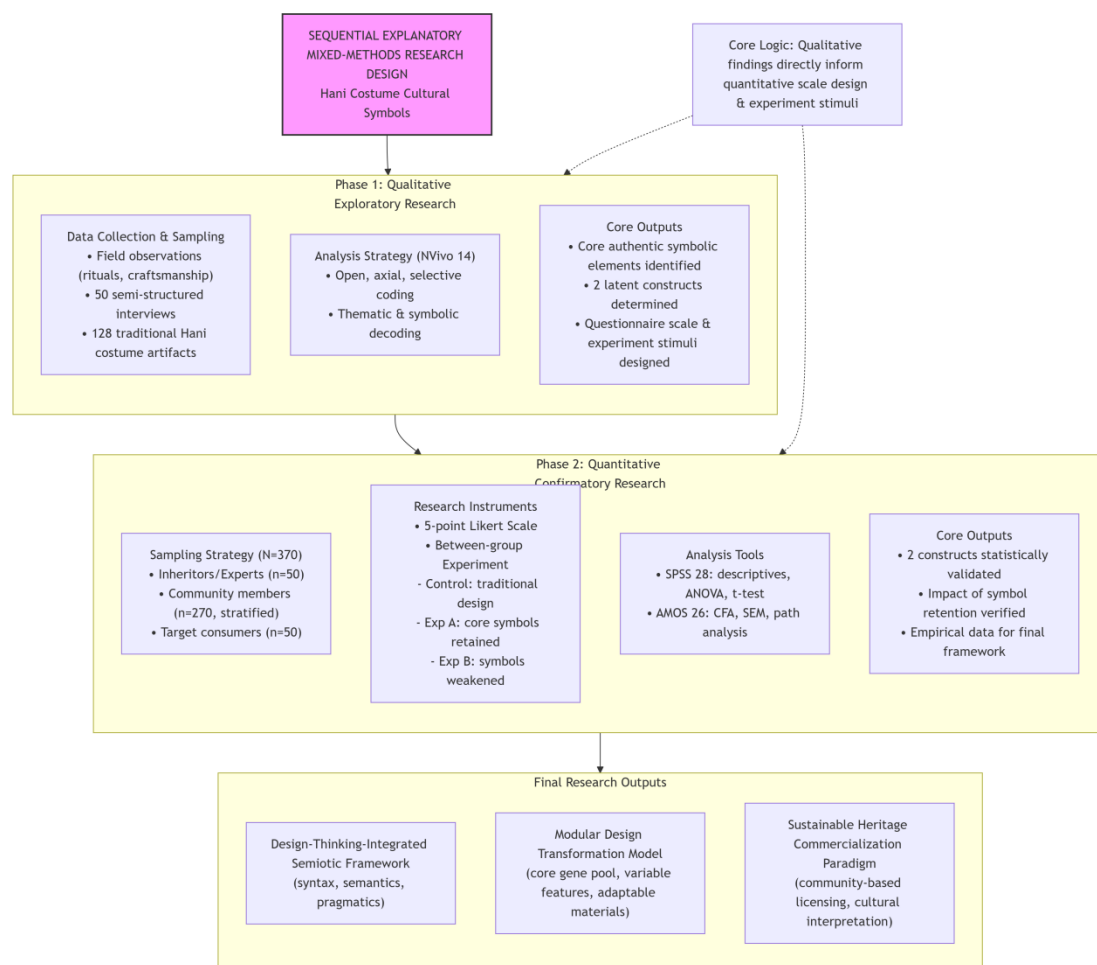 SEQUENTIAL EXPLANATORY
MIXED-METHODS RESEARCH
DESIGN
Hani Costume Cultural
Symbols
Core Logic: Qualitative
findings directly inform
quantitative scale design
& experiment stimuli
Phase 1: Qualitative
Exploratory Research
Data Collection & Sampling
• Field observations
(rituals, craftsmanship)
• 50 semi-structured
interviews
• 128 traditional Hani
costume artifacts
Analysis Strategy (NVivo 14)
• Open, axial, selective
coding
• Thematic & symbolic
decoding
Core Outputs
• Core authentic symbolic
elements identified
• 2 latent constructs
determined
• Questionnaire scale &
experiment stimuli
designed
Phase 2: Quantitative
Confirmatory Research
Sampling Strategy (N=370)
• Inheritors/Experts (n=50)
• Community members
(n=270, stratified)
• Target consumers (n=50)
Research Instruments
• 5-point Likert Scale
• Between-group
Experiment
- Control: traditional
design
- Exp A: core symbols
retained
- Exp B: symbols
weakened
Analysis Tools
• SPSS 28: descriptives,
ANOVA, t-test
• AMOS 26: CFA, SEM, path
analysis
Core Outputs
• 2 constructs statistically
validated
• Impact of symbol
retention verified
• Empirical data for final
framework
Final Research Outputs
Design-Thinking-Integrated
Semiotic Framework
(syntax, semantics,
pragmatics)
Modular Design
Transformation Model
(core gene pool, variable
features, adaptable
materials)
Sustainable Heritage
Commercialization
Paradigm
(community-based
licensing, cultural
interpretation)